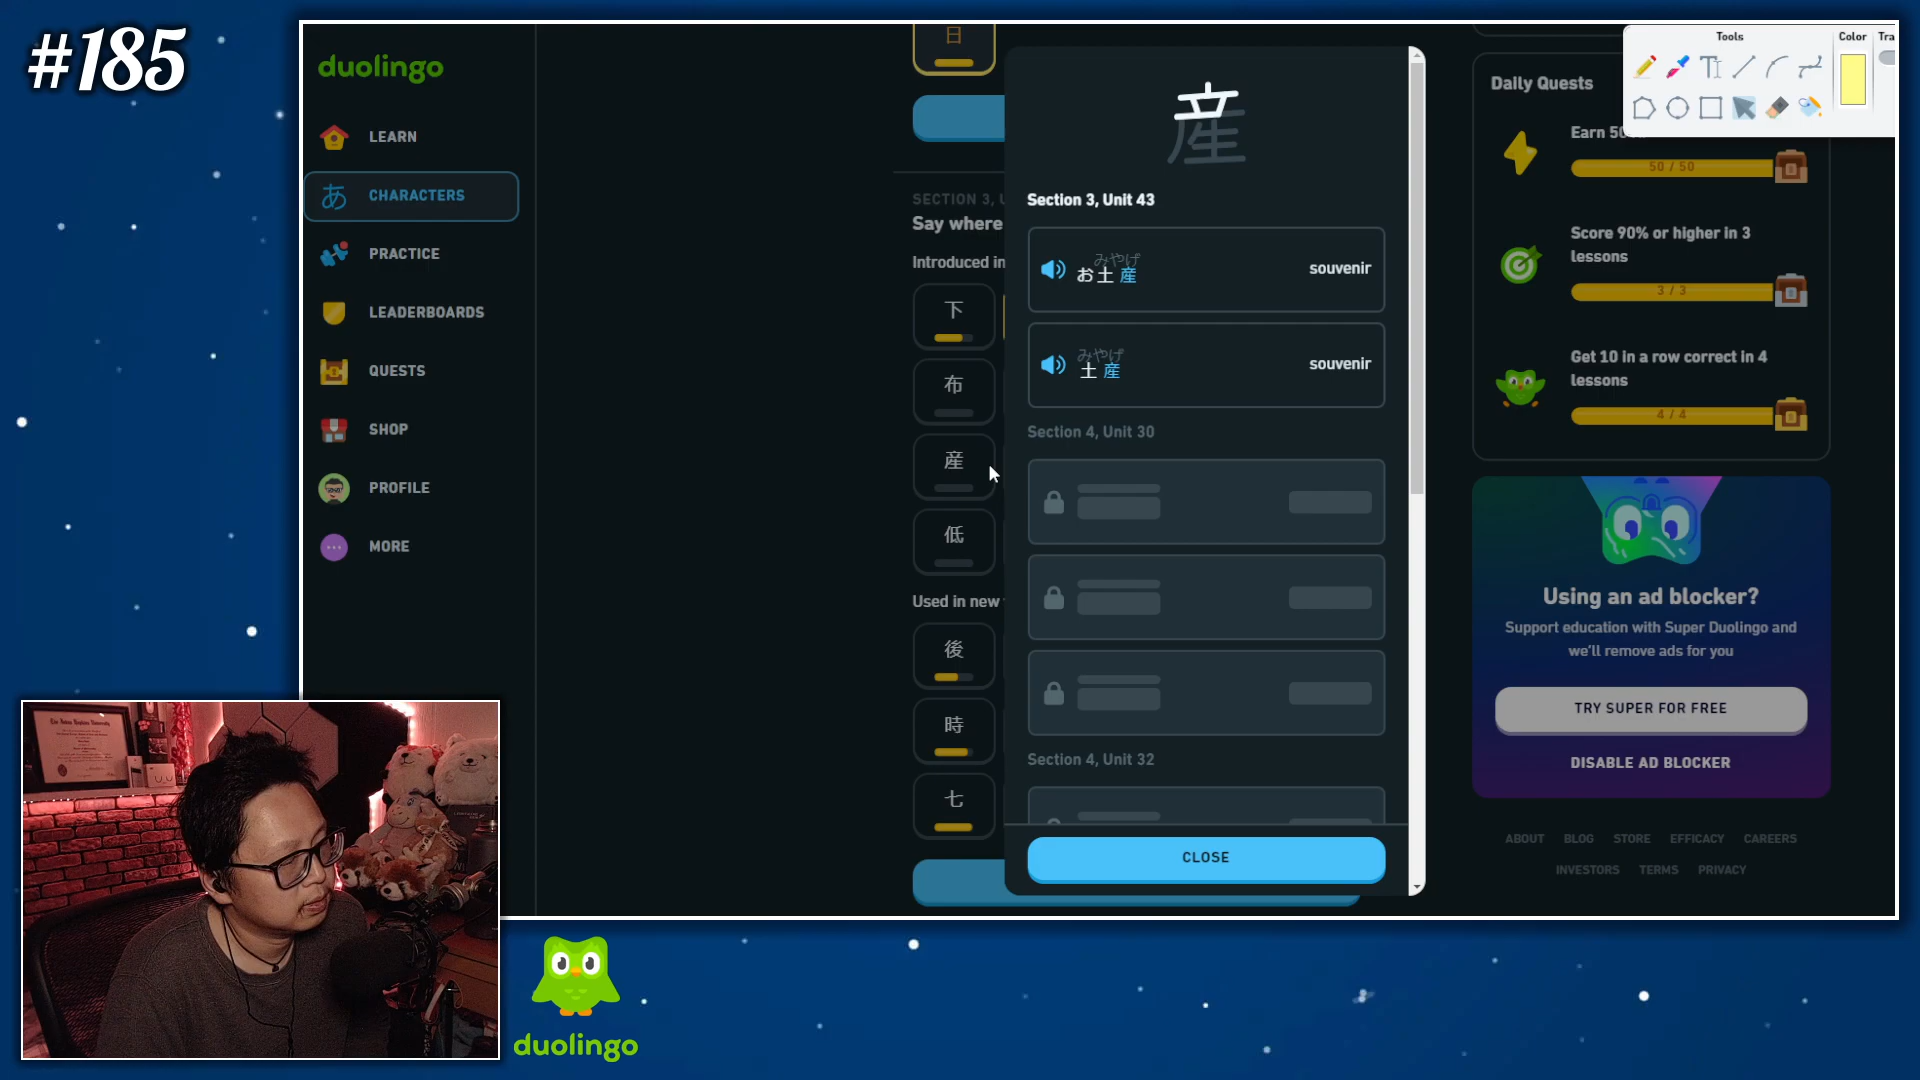 #185
duolingo
LEARN
CHARACTERS
PRACTICE
LEADERBOARDS
QUESTS
SHOP
PROFILE
MORE
日
SECTION 3, U
Say where
Introduced in
下
布
産
低
Used in new
後
時
七
産
Section 3, Unit 43
みやげ
お土産
souvenir
みやげ
土産
souvenir
Section 4, Unit 30
Section 4, Unit 32
CLOSE
Tools
Color
Tra
Daily Quests
Earn 50
50 / 50
Score 90% or higher in 3
lessons
3 / 3
Get 10 in a row correct in 4
lessons
4 / 4
Using an ad blocker?
Support education with Super Duolingo and
we'll remove ads for you
TRY SUPER FOR FREE
DISABLE AD BLOCKER
ABOUT BLOG STORE EFFICACY CAREERS
INVESTORS TERMS PRIVACY
duolingo